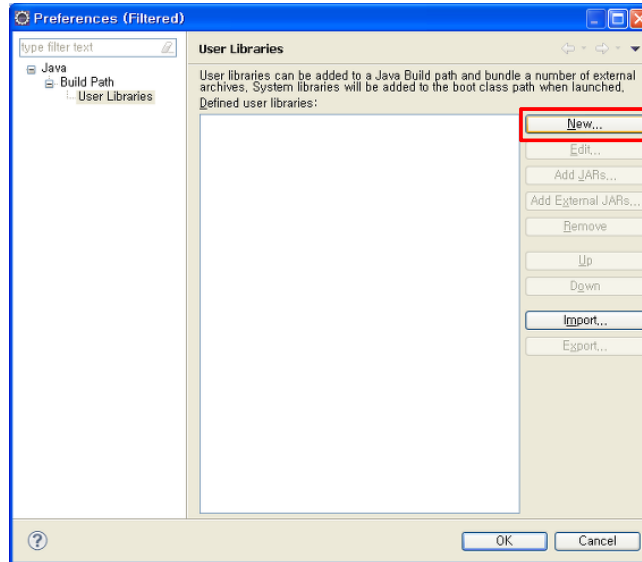 Preferences (Filtered)
type filter text
Java
Build Path
User Libraries
User Libraries
User libraries can be added to a Java Build path and bundle a number of external
archives, System libraries will be added to the boot class path when launched,
Defined user libraries:
New...
Edit...
Add JARs...
Add External JARs...
Remove
Up
Down
Import...
Export...
OK
Cancel